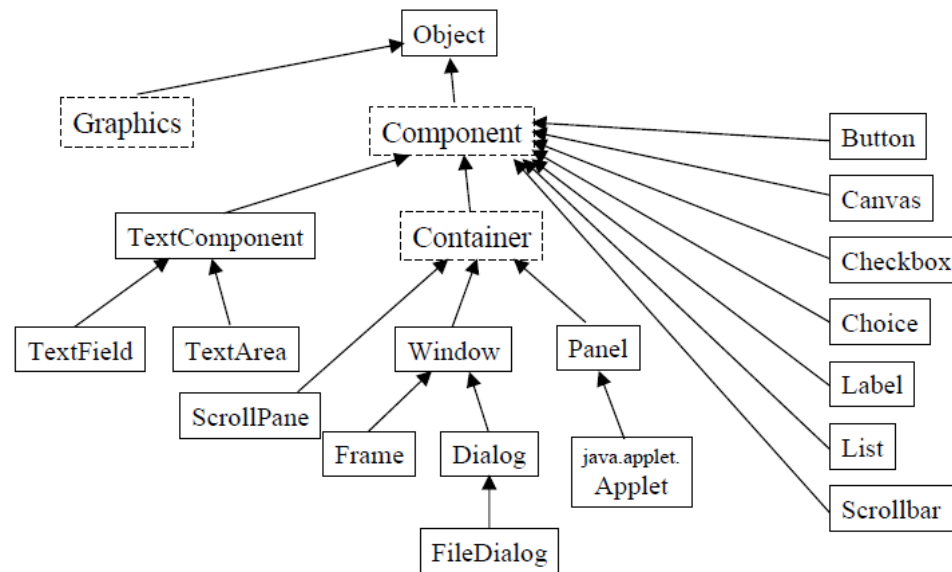 Object
Graphics
Component
Button
Canvas
TextComponent
Container
Checkbox
Choice
TextField
TextArea
Window
Panel
Label
ScrollPane
Frame
Dialog
java.applet.
Applet
List
Scrollbar
FileDialog